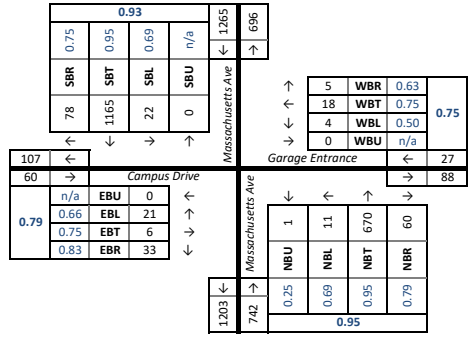 0.93
0.75 0.95 0.69 n/a
SBR SBT SBL SBU
78 1165 22 0
← ↓ → ↑
1265 696
↓ ↑
Massachusetts Ave
↑ 5 WBR 0.63
← 18 WBT 0.75
↓ 4 WBL 0.50
→ 0 WBU n/a
0.75
Garage Entrance
← 27
→ 88
107 ←
60 →
Campus Drive
0.79
n/a EBU 0 ←
0.66 EBL 21 ↑
0.75 EBT 6 →
0.83 EBR 33 ↓
Massachusetts Ave
↓ ↑
1203 742
↓ ← ↑ →
1 11 670 60
NBU NBL NBT NBR
0.25 0.69 0.95 0.79
0.95